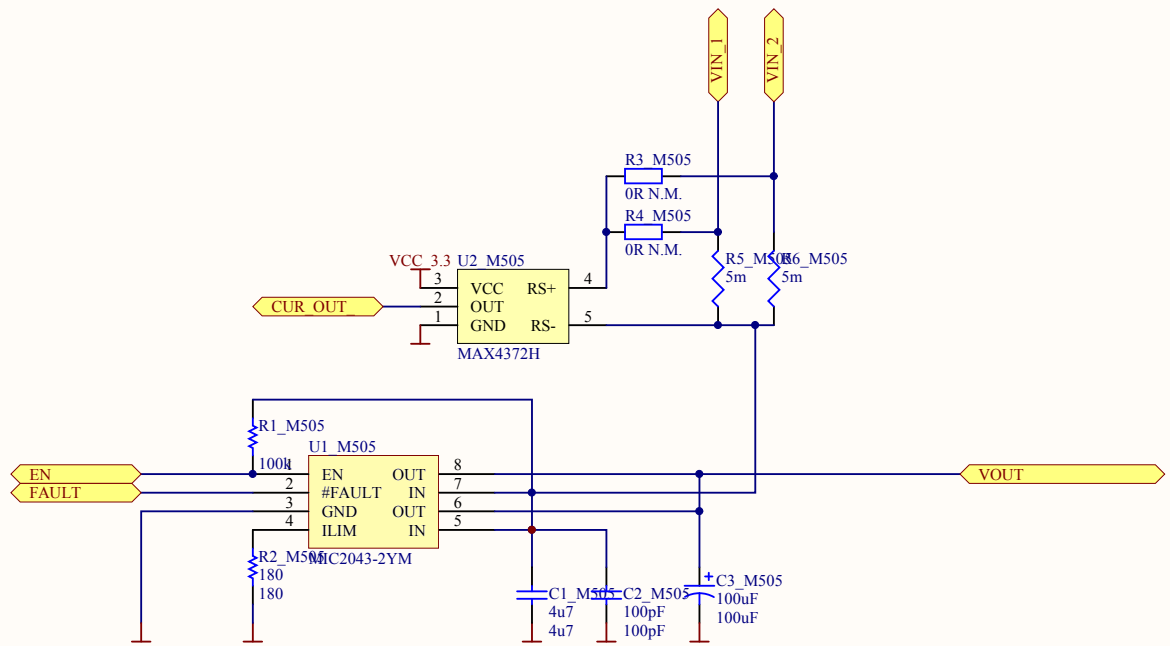 VIN_1
VIN_2
R3_M505
0R N.M.
R4_M505
0R N.M.
VCC_3.3
U2_M505
R5_M505
R6_M505
5m
5m
3
VCC
RS+
4
CUR_OUT_
2
OUT
1
GND
RS-
5
MAX4372H
R1_M505
100k
U1_M505
EN
1
EN
OUT
8
VOUT
FAULT
2
#FAULT
IN
7
3
GND
OUT
6
4
ILIM
IN
5
R2_M505
MIC2043-2YM
180
180
C1_M505
4u7
4u7
C2_M505
100pF
100pF
+
C3_M505
100uF
100uF